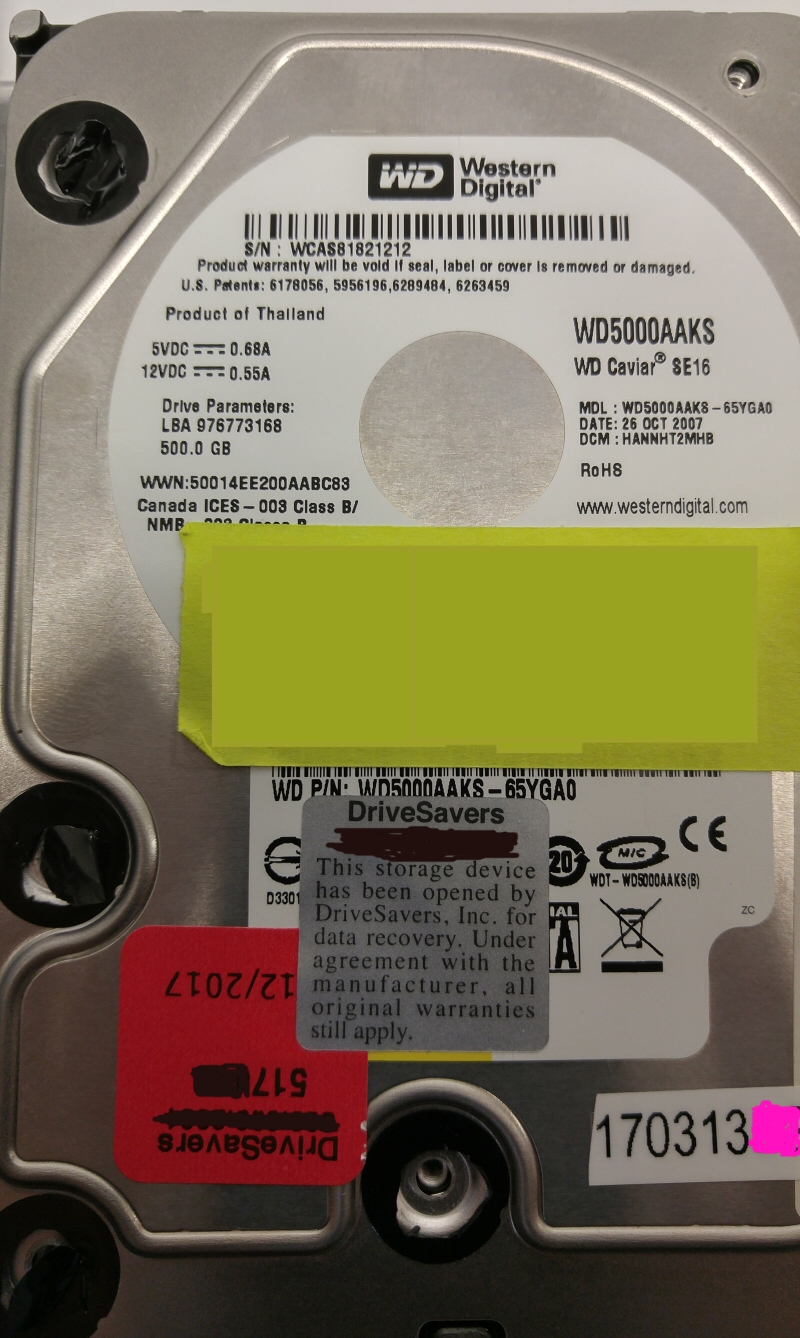 WD Western
Digital®
S/N : WCAS81821212
Product warranty will be void if seal, label or cover is removed or damaged.
U.S. Patents: 6178056, 5956196,6289484, 6263459
Product of Thailand
5VDC 0.68A
12VDC 0.55A
Drive Parameters:
LBA 976773168
500.0 GB
WWN:50014EE200AABC83
Canada ICES – 003 Class B/
NMB
WD5000AAKS
WD Caviar® SE16
MDL : WD5000AAKS – 65YGA0
DATE: 26 OCT 2007
DCM : HANNHT2MHB
RoHS
www.westerndigital.com
WD P/N: WD5000AAKS – 65YGA0
DriveSavers
This storage device
has been opened by
DriveSavers, Inc. for
data recovery. Under
agreement with the
manufacturer, all
original warranties
still apply.
D3301
20
MIC
CE
WDT – WD5000AAKS(B)
ZC
DriveSavers
517
12/2017
170313